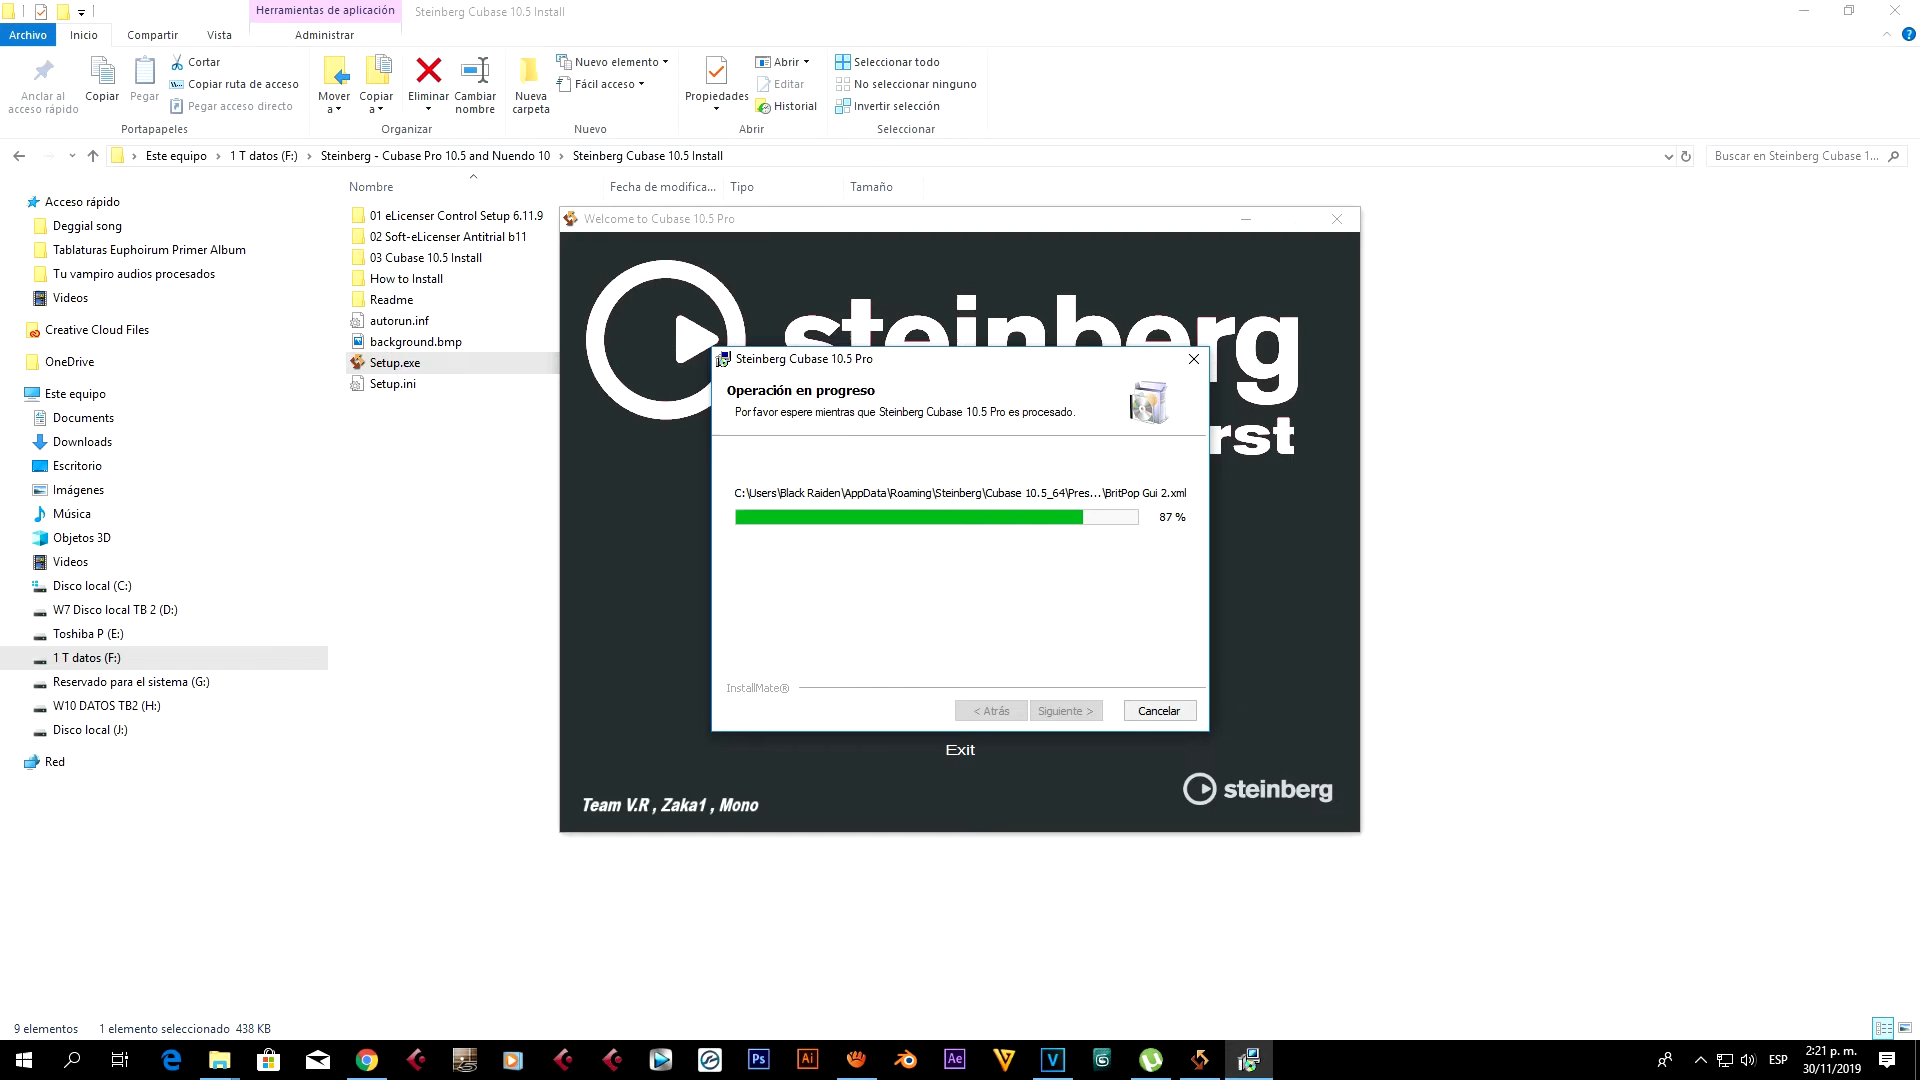 Herramientas de aplicación
Steinberg Cubase 10.5 Install
Archivo
Inicio
Compartir
Vista
Administrar
Anclar al
acceso rápido
Copiar
Pegar
Cortar
Copiar ruta de acceso
Pegar acceso directo
Portapapeles
Mover
a
Copiar
a
Eliminar
Cambiar
nombre
Organizar
Nueva
carpeta
Nuevo elemento
Fácil acceso
Nuevo
Propiedades
Abrir
Editar
Historial
Abrir
Seleccionar todo
No seleccionar ninguno
Invertir selección
Seleccionar
Este equipo > 1 T datos (F:) > Steinberg - Cubase Pro 10.5 and Nuendo 10 > Steinberg Cubase 10.5 Install
Buscar en Steinberg Cubase 1...
Nombre
Fecha de modifica...
Tipo
Tamaño
Acceso rápido
Deggial song
Tablaturas Euphoirum Primer Album
Tu vampiro audios procesados
Videos
Creative Cloud Files
OneDrive
Este equipo
Documents
Downloads
Escritorio
Imágenes
Música
Objetos 3D
Videos
Disco local (C:)
W7 Disco local TB 2 (D:)
Toshiba P (E:)
1 T datos (F:)
Reservado para el sistema (G:)
W10 DATOS TB2 (H:)
Disco local (J:)
Red
01 eLicenser Control Setup 6.11.9
02 Soft-eLicenser Antitrial b11
03 Cubase 10.5 Install
How to Install
Readme
autorun.inf
background.bmp
Setup.exe
Setup.ini
Welcome to Cubase 10.5 Pro
steinberg
rst
Steinberg Cubase 10.5 Pro
Operación en progreso
Por favor espere mientras que Steinberg Cubase 10.5 Pro es procesado.
C:\Users\Black Raiden\AppData\Roaming\Steinberg\Cubase 10.5_64\Pres...\BritPop Gui 2.xml
87 %
InstallMate®
< Atrás
Siguiente >
Cancelar
Exit
Team V.R , Zaka1 , Mono
steinberg
9 elementos
1 elemento seleccionado 438 KB
Ps
Ai
Ae
V
ESP
2:21 p. m.
30/11/2019